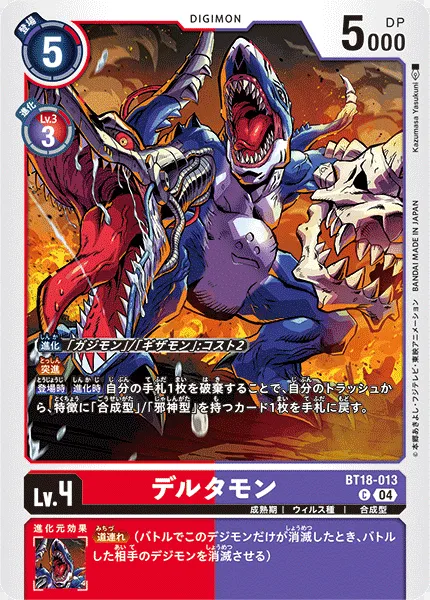 登場
5
DIGIMON
5000
DP
進化
Lv.3
3
Kazumasa Yasukuni
BANDAI MADE IN JAPAN
©本郷あきよし・フジテレビ・東映アニメーション
進化 「ガジモン」/「ギザモン」:コスト2
突進
登場時 進化時 自分の手札1枚を破棄することで、自分のトラッシュか
ら、特徴に「合成型」/「邪神型」を持つカード1枚を手札に戻す。
Lv.4
デルタモン
BT18-013
C 04
成熟期 | ウィルス種 | 合成型
進化元効果
道連れ (バトルでこのデジモンだけが消滅したとき、バトル
した相手のデジモンを消滅させる)